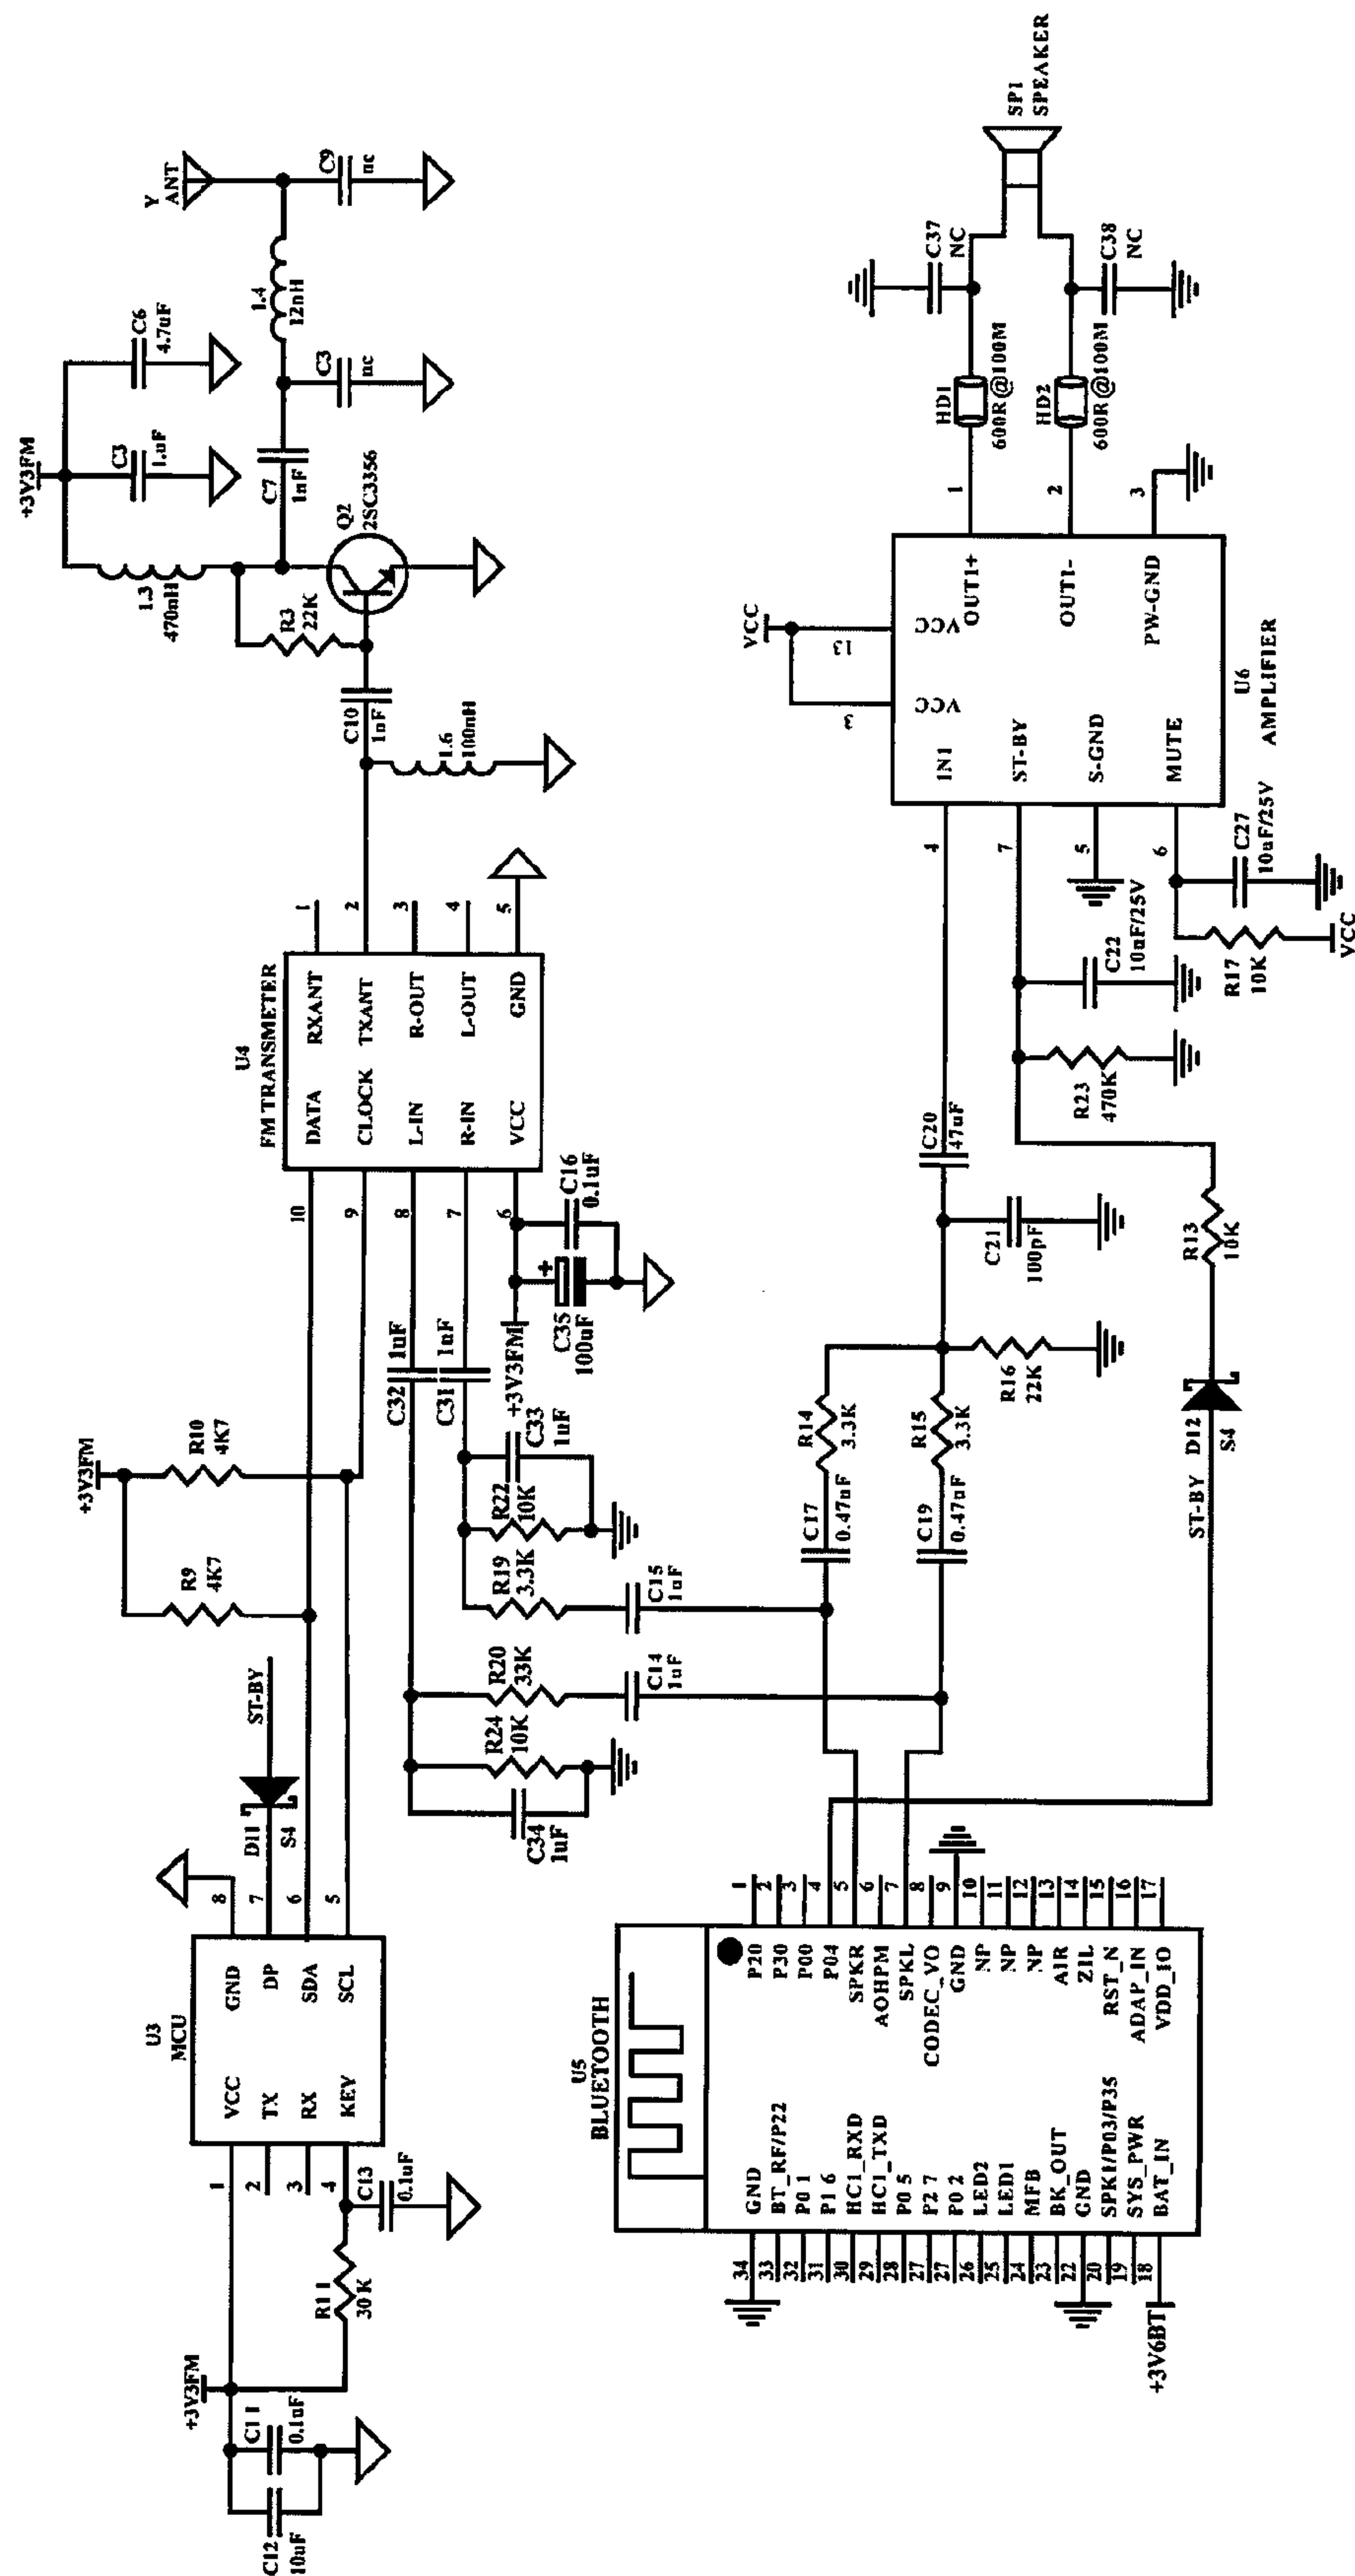 +3V3FM
C12
10uF
C11
0.1uF
R11
30K
C13
0.1uF
U3
MCU
VCC
TX
RX
KEY
GND
DP
SDA
SCL
1
2
3
4
8
7
6
5
D11
S4
ST-BY
+3V3FM
R9
4K7
R10
4K7
C34
1uF
R24
10K
R20
33K
C14
1uF
R19
3.3K
C15
1uF
R22
10K
C33
1uF
C32
1uF
C31
1uF
+3V3FM
C35
100uF
+
C16
0.1uF
U4
FM TRANSMETER
DATA
CLOCK
L-IN
R-IN
VCC
RXANT
TXANT
R-OUT
L-OUT
GND
10
9
8
7
6
1
2
3
4
5
1.6
100nH
C10
1nF
R3
22K
1.3
470nH
Q2
2SC3356
+3V3FM
C3
1.uF
C6
4.7uF
C7
1nF
C3
nc
1.4
12nH
C9
nc
Y
ANT
U5
BLUETOOTH
GND
BT_RF/P22
P0 1
P1 6
HC1_RXD
HC1_TXD
P0 5
P2 7
P0 2
LED2
LED1
MFB
BK_OUT
GND
SPK1/P03/P35
SYS_PWR
BAT_IN
34
33
32
31
30
29
28
27
27
26
25
24
23
22
20
19
18
+3V6BT
P20
P30
P00
P04
SPKR
AOHPM
SPKL
CODEC_VO
GND
NP
NP
NP
AIR
ZIL
RST_N
ADAP_IN
VDD_IO
1
2
3
4
5
6
7
8
9
10
11
12
13
14
15
16
17
C17
0.47uF
R14
3.3K
C19
0.47uF
R15
3.3K
R16
22K
C21
100pF
C20
47uF
ST-BY
D12
S4
R13
10K
R23
470K
C22
10uF/25V
R17
10K
VCC
C27
10uF/25V
U6
AMPLIFIER
IN1
ST-BY
S-GND
MUTE
VCC
VCC
OUT1+
OUT1-
PW-GND
4
7
5
6
3
13
VCC
1
2
3
HD1
600R@100M
HD2
600R@100M
C37
NC
C38
NC
SP1
SPEAKER